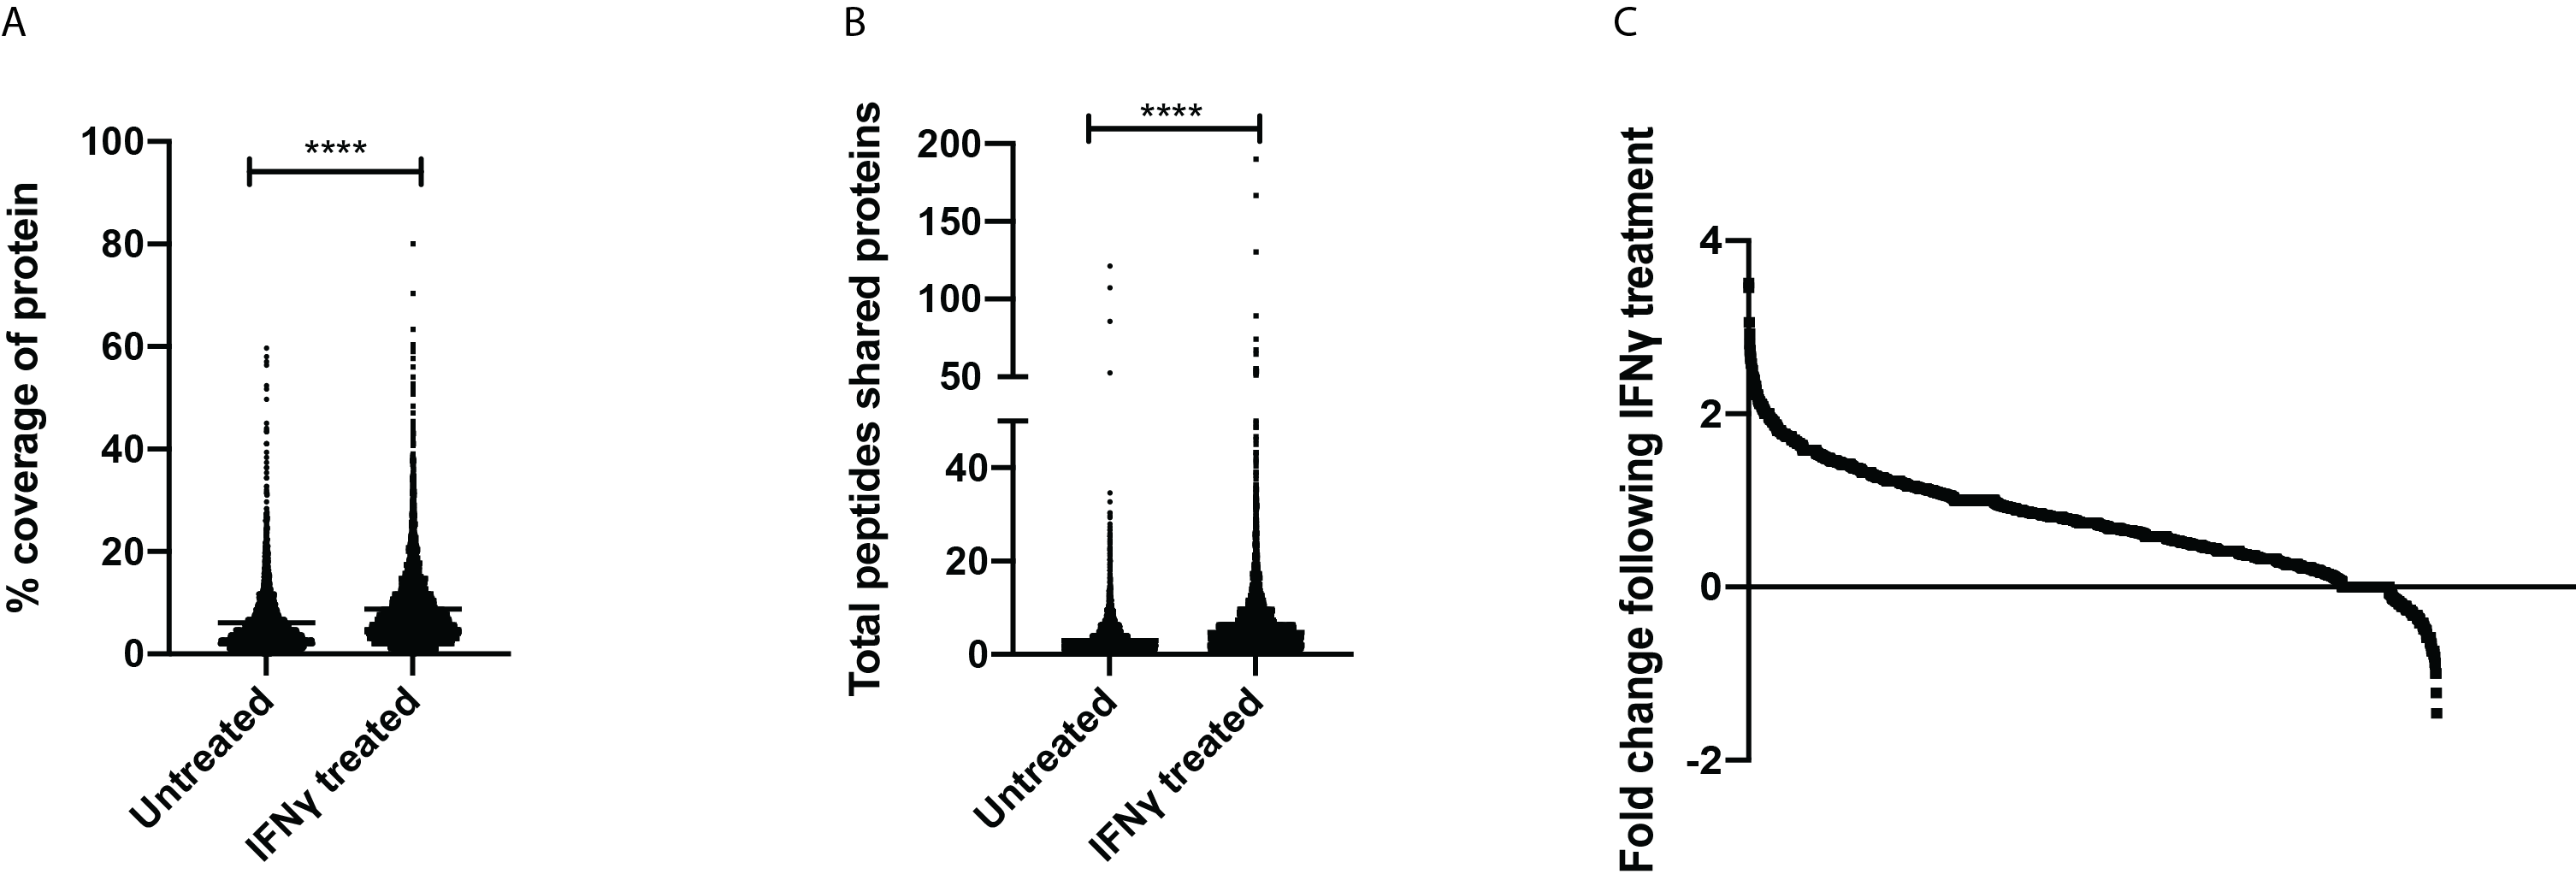 A
% coverage of protein
100
80
60
40
20
0
****
Untreated
IFNγ treated
B
Total peptides shared proteins
200
150
100
50
40
20
0
****
Untreated
IFNγ treated
C
Fold change following IFNγ treatment
4
2
0
-2